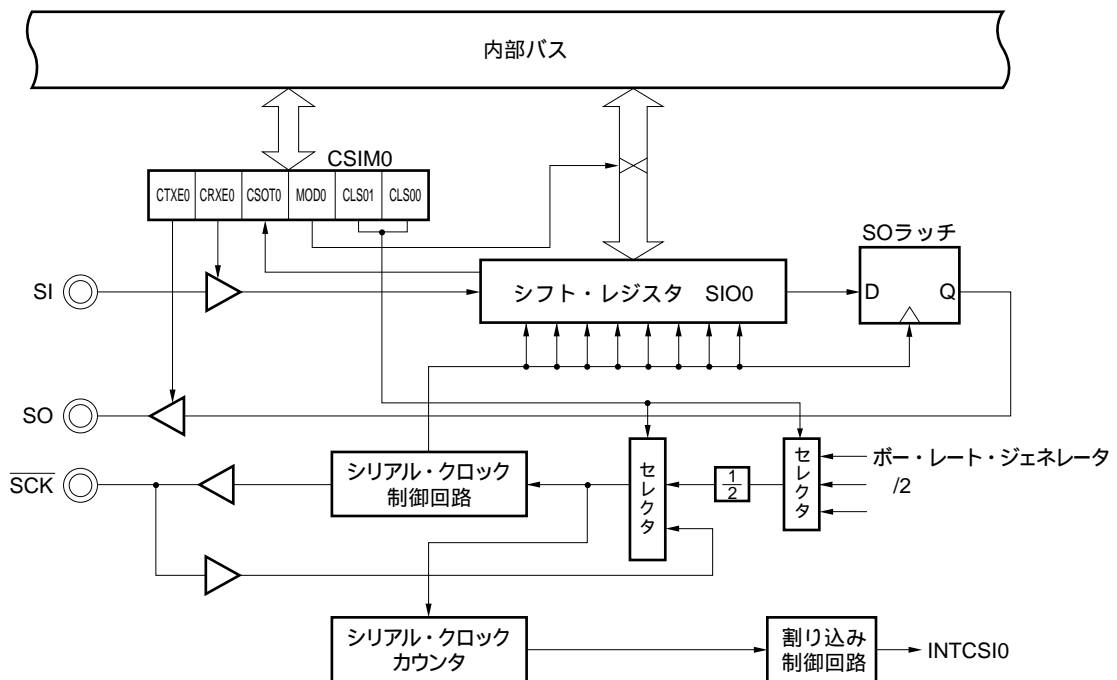 内部バス
CSIM0
CTXE0 CRXE0 CSOT0 MOD0 CLS01 CLS00
SOラッチ
SI
シフト・レジスタ SIO0
D Q
SO
SCK
シリアル・クロック
制御回路
セレクタ
1
2
セレクタ
ボー・レート・ジェネレータ
/2
シリアル・クロック
カウンタ
割り込み
制御回路
INTCSI0